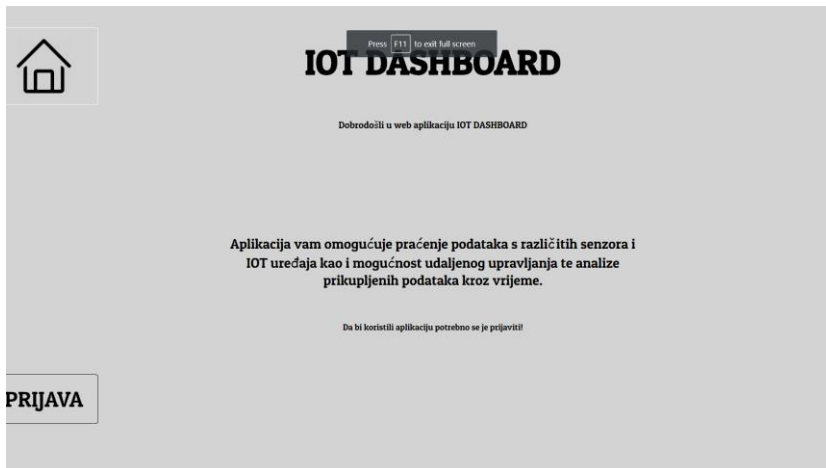 Press F11 to exit full screen
IOT DASHBOARD
Dobrodošli u web aplikaciju IOT DASHBOARD
Aplikacija vam omogućuje praćenje podataka s različitih senzora i
IOT uređaja kao i mogućnost udaljenog upravljanja te analize
prikupljenih podataka kroz vrijeme.
Da bi koristili aplikaciju potrebno se je prijaviti!
PRIJAVA